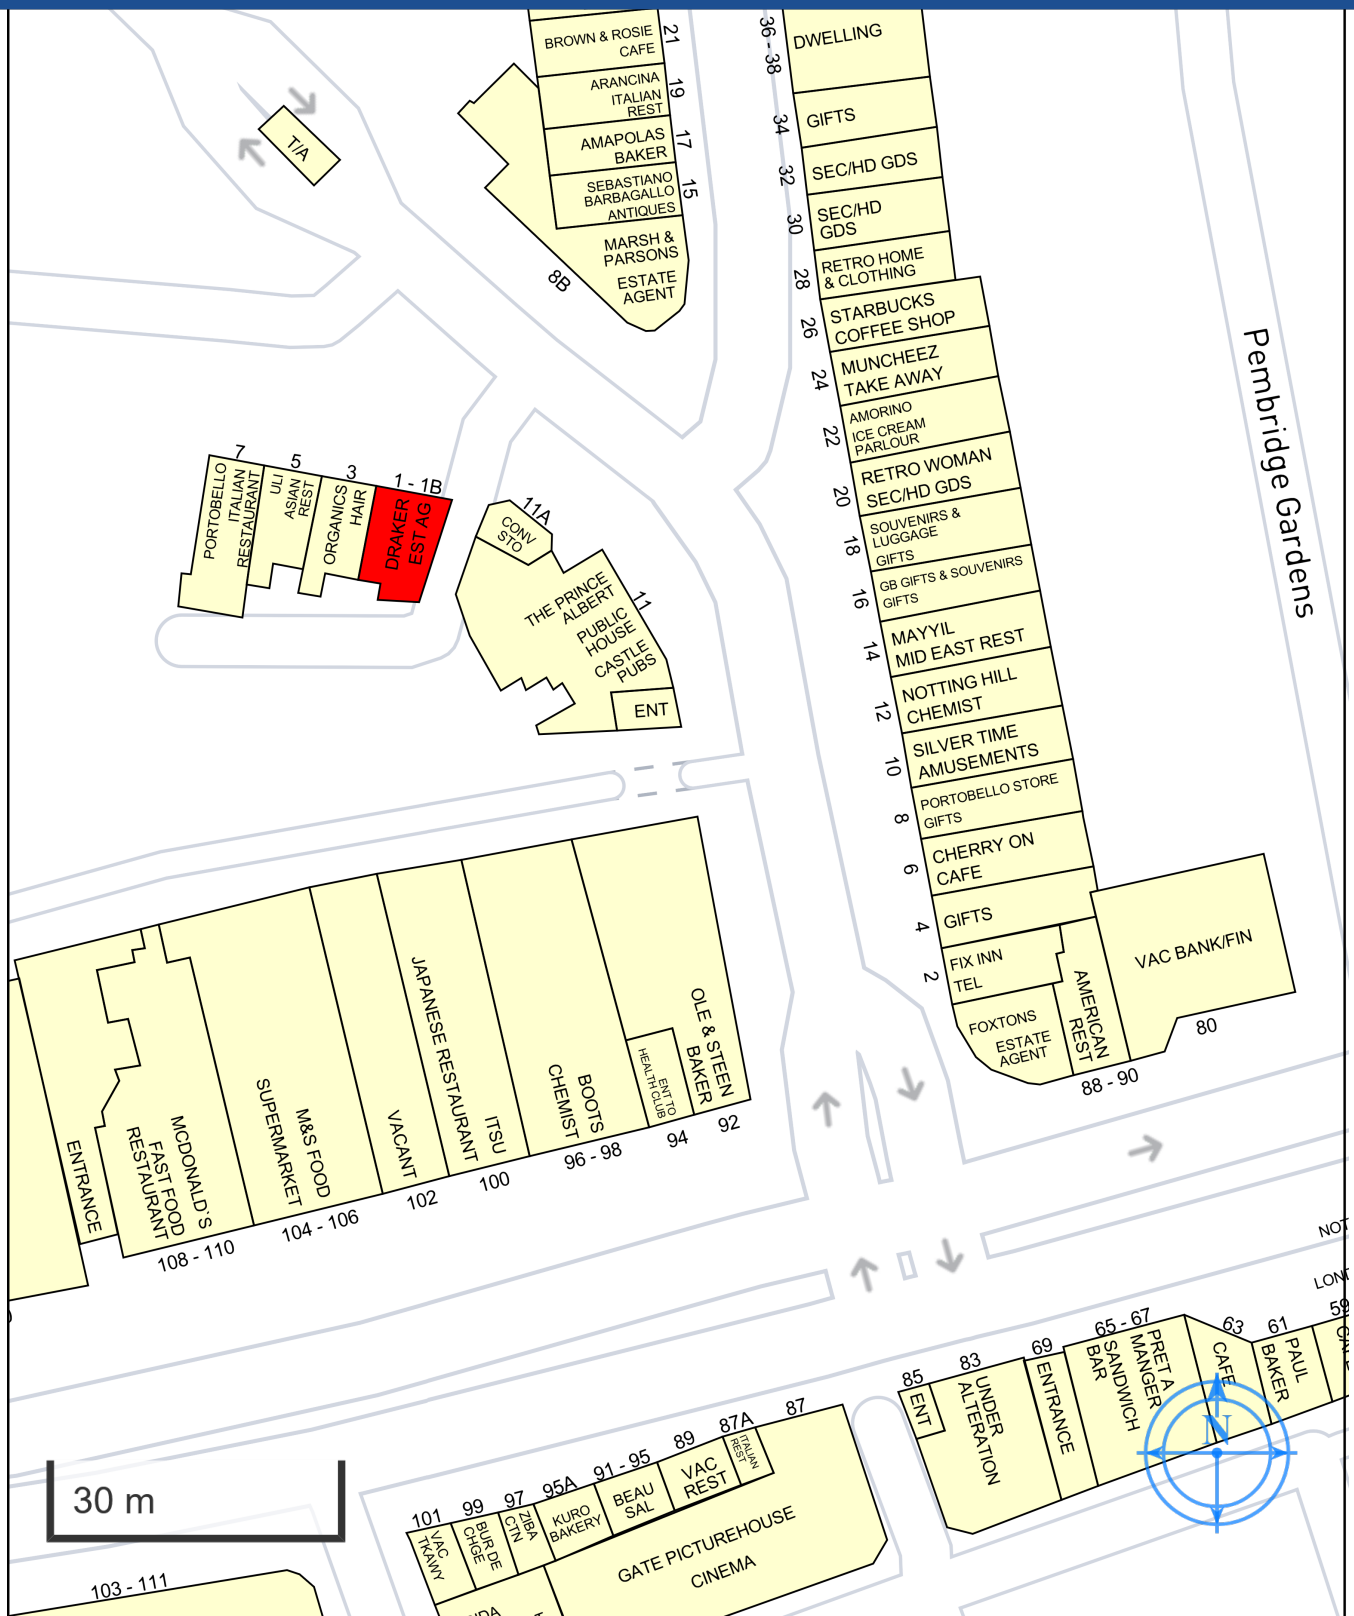 BROWN & ROSIE
CAFE
21
ARANCINA
ITALIAN
REST
19
AMAPOLAS
BAKER
17
SEBASTIANO
BARBAGALLO
ANTIQUES
15
MARSH &
PARSONS
ESTATE
AGENT
8B
T/A
36 - 38
DWELLING
34
GIFTS
32
SEC/HD GDS
30
SEC/HD
GDS
28
RETRO HOME
& CLOTHING
26
STARBUCKS
COFFEE SHOP
24
MUNCHEEZ
TAKE AWAY
22
AMORINO
ICE CREAM
PARLOUR
20
RETRO WOMAN
SEC/HD GDS
18
SOUVENIRS &
LUGGAGE
GIFTS
16
GB GIFTS & SOUVENIRS
GIFTS
14
MAYYIL
MID EAST REST
12
NOTTING HILL
CHEMIST
10
SILVER TIME
AMUSEMENTS
8
PORTOBELLO STORE
GIFTS
6
CHERRY ON
CAFE
4
GIFTS
2
FIX INN
TEL
FOXTONS
ESTATE
AGENT
AMERICAN
REST
88 - 90
VAC BANK/FIN
80
Pembridge Gardens
7
PORTOBELLO
ITALIAN
RESTAURANT
5
ULI
ASIAN
REST
3
ORGANICS
HAIR
1 - 1B
DRAKER
EST AG
11A
CONV
STO
11
THE PRINCE
ALBERT
PUBLIC
HOUSE
CASTLE
PUBS
ENT
ENTRANCE
MCDONALD`S
FAST FOOD
RESTAURANT
108 - 110
M&S FOOD
SUPERMARKET
104 - 106
VACANT
102
ITSU
JAPANESE RESTAURANT
100
BOOTS
CHEMIST
96 - 98
ENT TO
HEALTH CLUB
94
OLE & STEEN
BAKER
92
NOT
LOND
85
ENT
83
UNDER
ALTERATION
69
ENTRANCE
65 - 67
PRET A
MANGER
SANDWICH
BAR
63
CAFE
61
PAUL
BAKER
59
N
87
87A
ITALIAN
REST
89
VAC
REST
91 - 95
BEAU
SAL
95A
KURO
BAKERY
97
ZIBA
CTN
99
BUR DE
CHGE
101
VAC
TKAWY
GATE PICTUREHOUSE
CINEMA
30 m
103 - 111